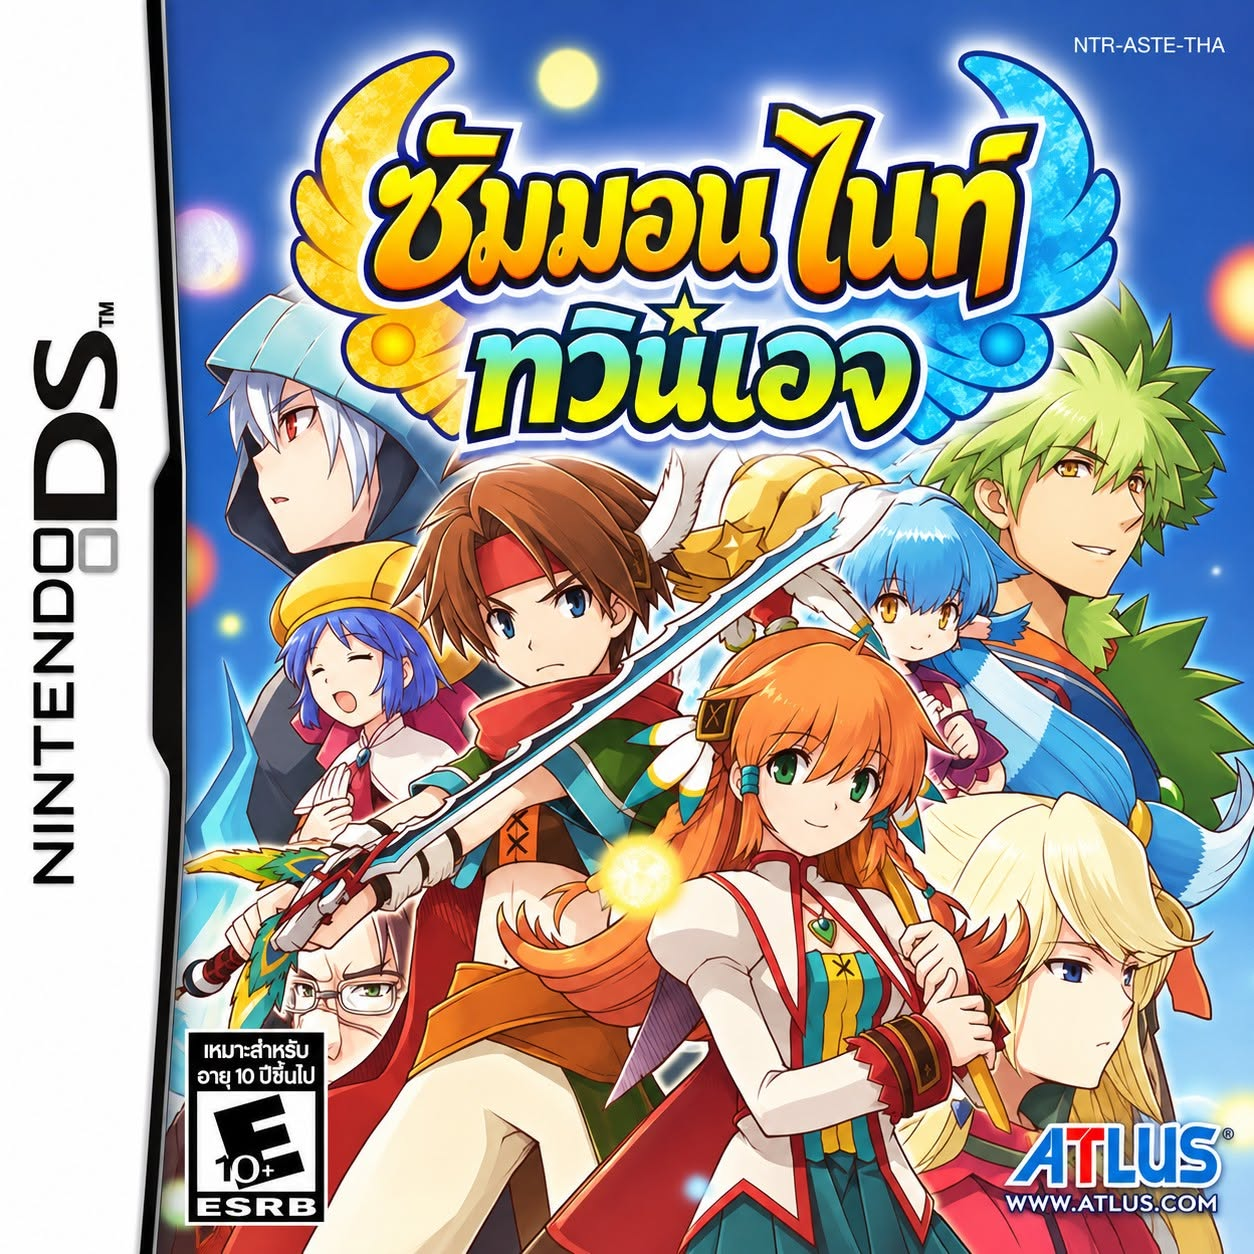 NTR-ASTE-THA
ซัมมอน ไนท์
ทวินเอจ
NINTENDO DS™
เหมาะสำหรับ
อายุ 10 ปีขึ้นไป
E
10+
ESRB
ATLUS®
WWW.ATLUS.COM